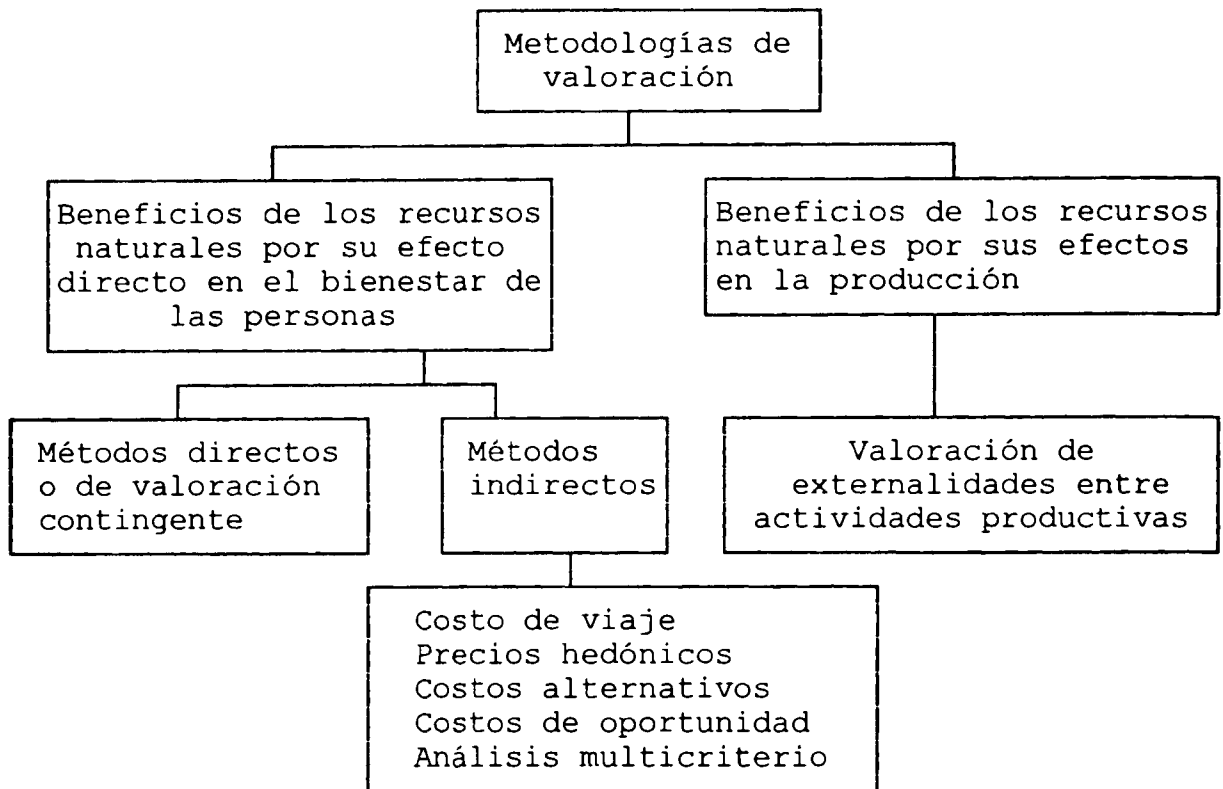 Metodologías de
valoración
Beneficios de los recursos
naturales por su efecto
directo en el bienestar de
las personas
Beneficios de los recursos
naturales por sus efectos
en la producción
Métodos directos
o de valoración
contingente
Métodos
indirectos
Valoración de
externalidades entre
actividades productivas
Costo de viaje
Precios hedónicos
Costos alternativos
Costos de oportunidad
Análisis multicriterio